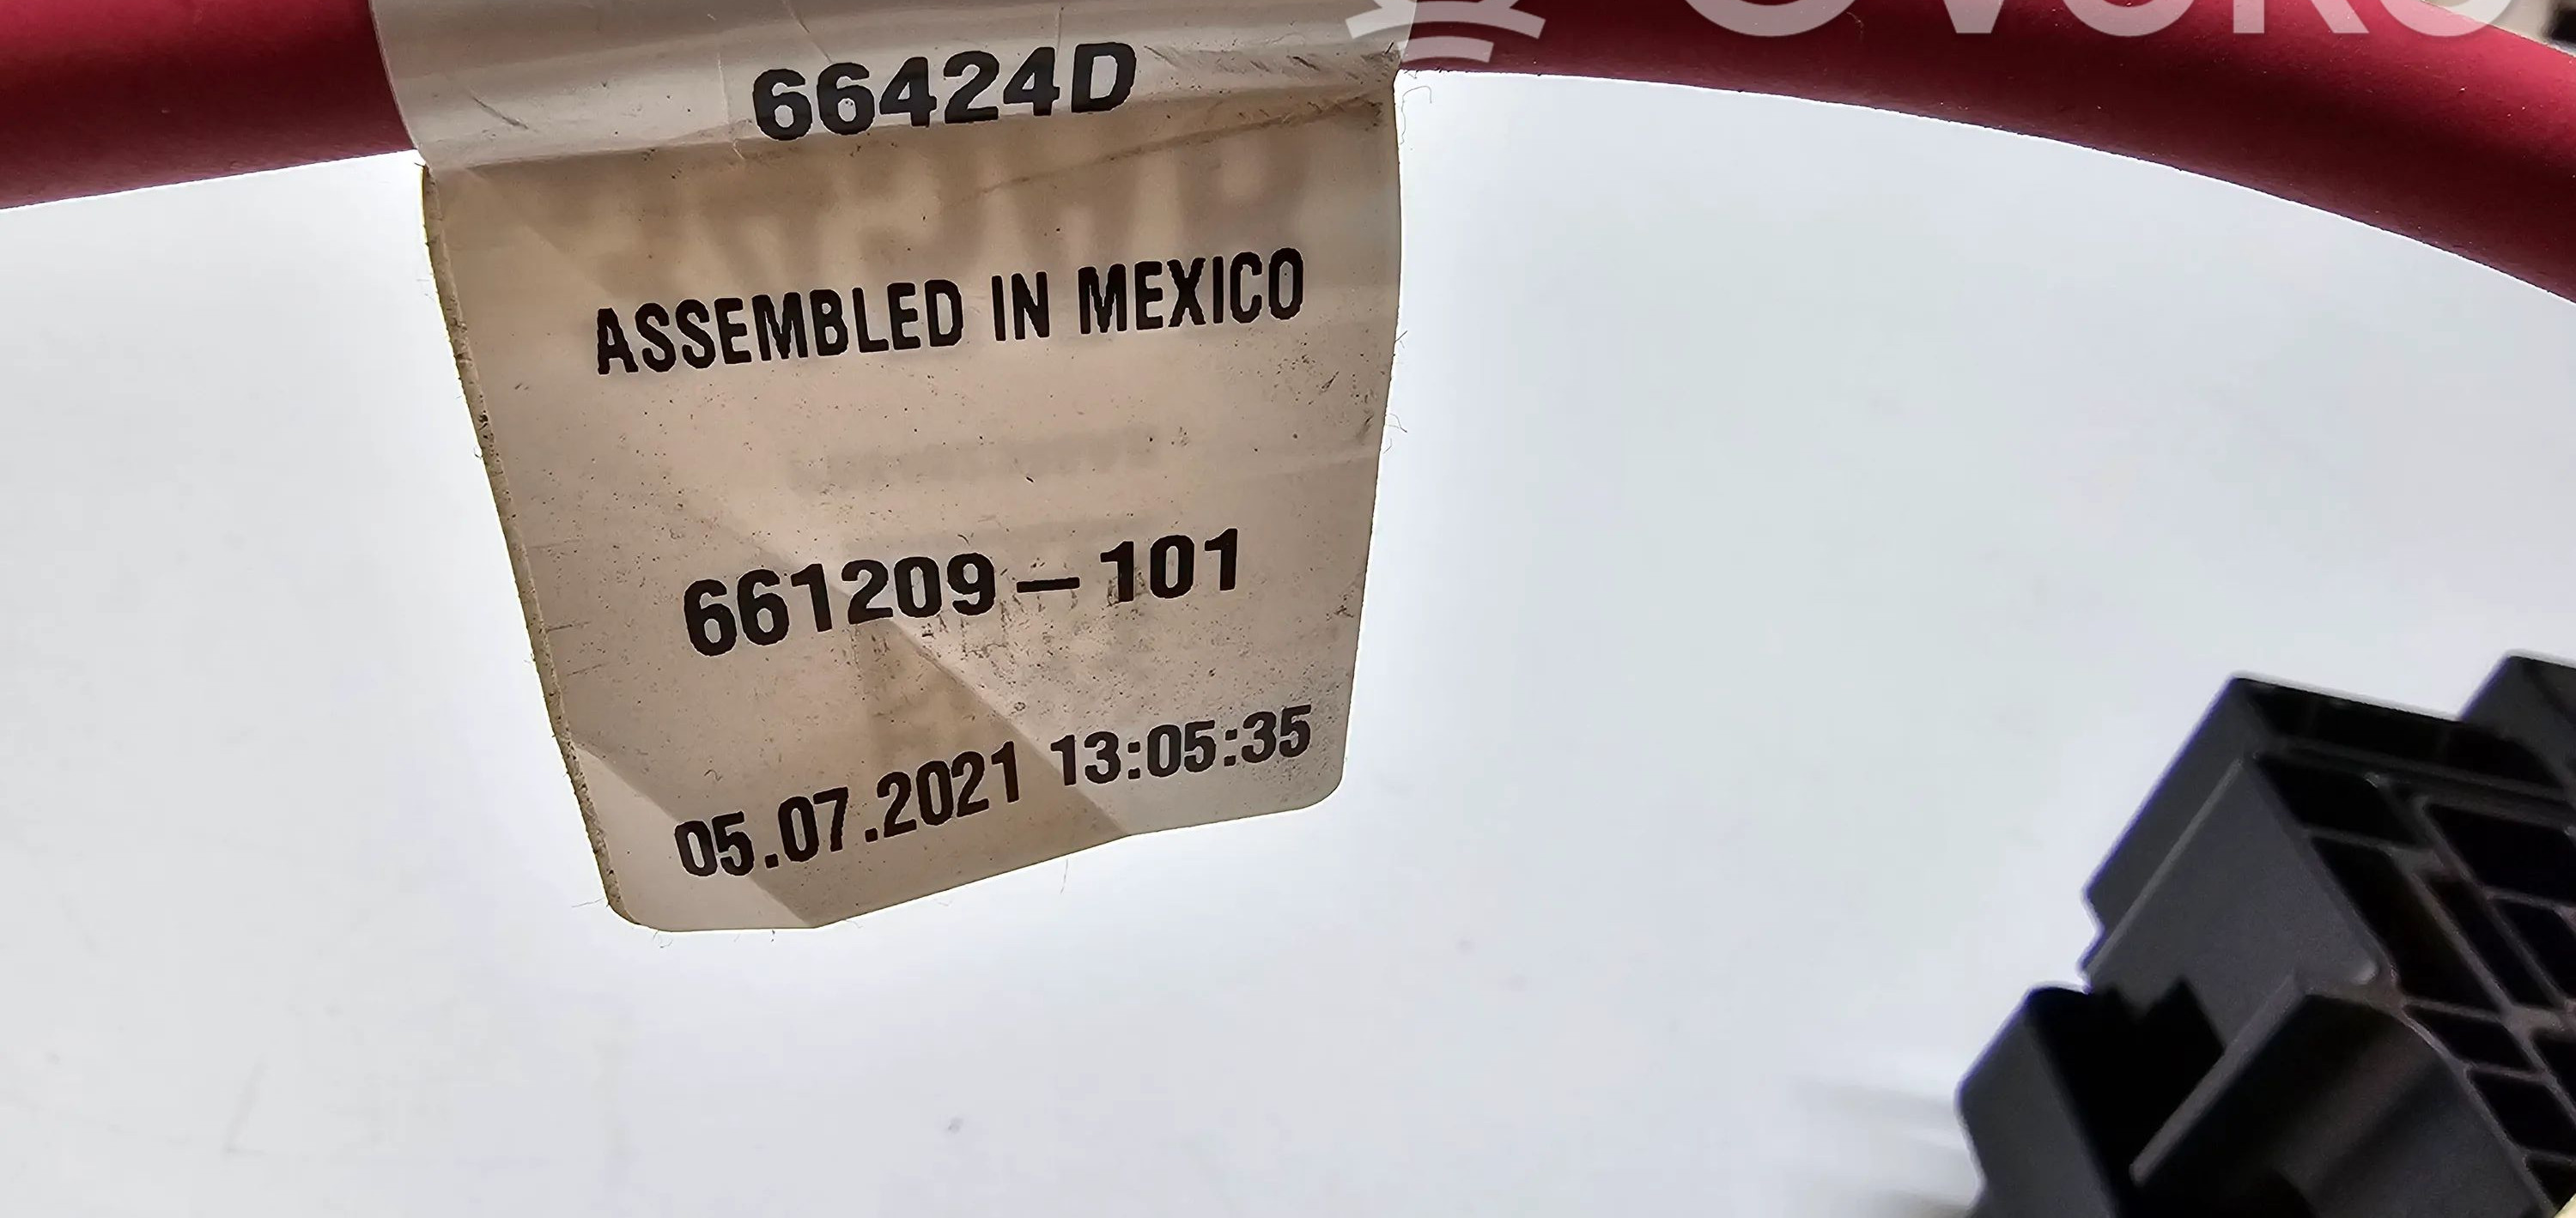 66424D
ASSEMBLED IN MEXICO
661209-101
05.07.2021 13:05:35